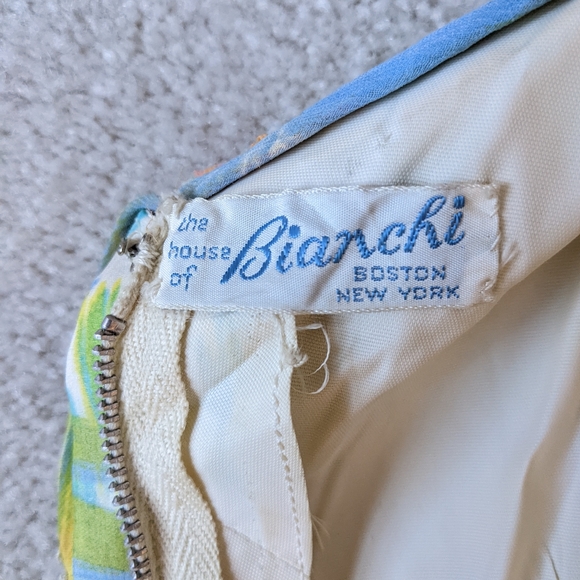 the
house
of
Bianchi
BOSTON
NEW YORK